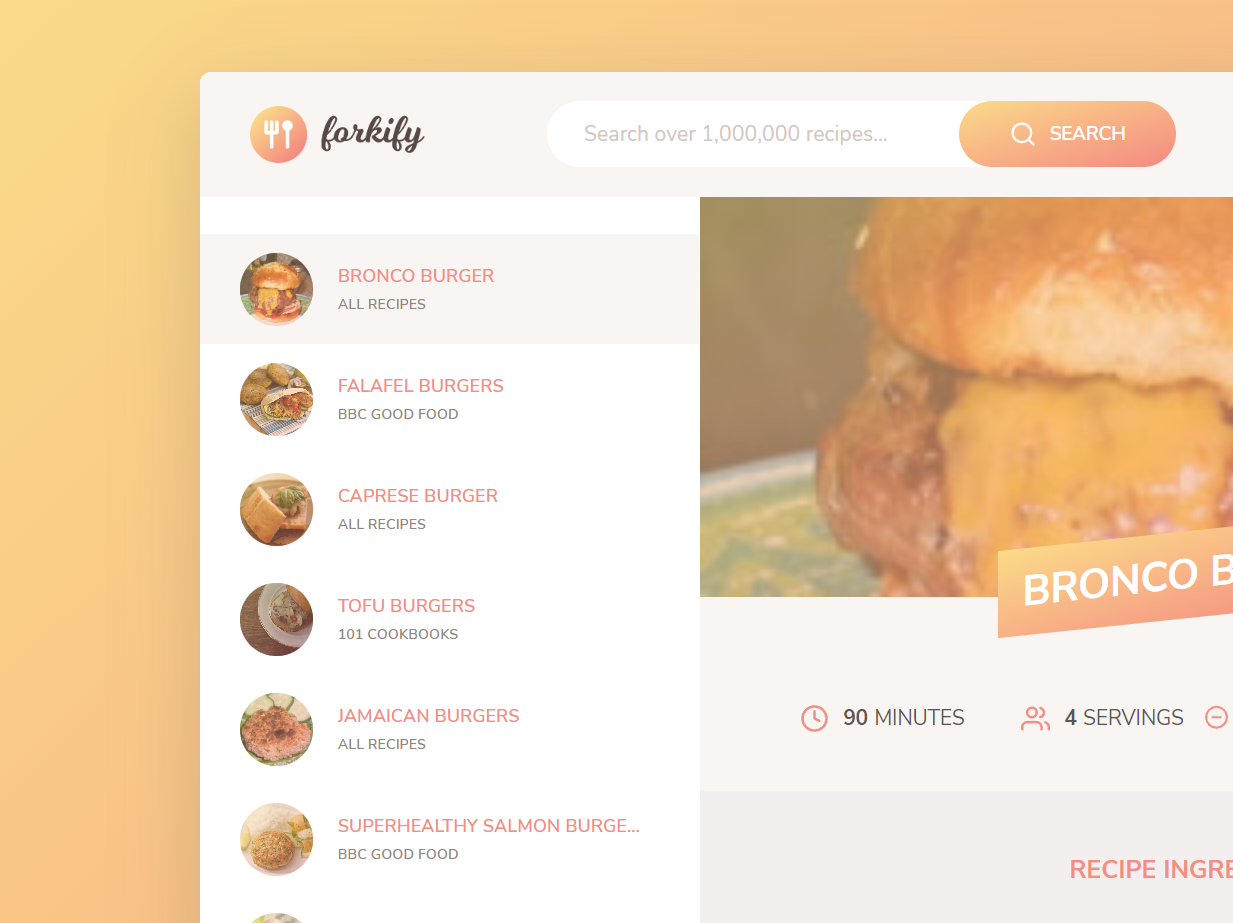 forkify
Search over 1,000,000 recipes...
SEARCH
BRONCO BURGER
ALL RECIPES
FALAFEL BURGERS
BBC GOOD FOOD
CAPRESE BURGER
ALL RECIPES
TOFU BURGERS
101 COOKBOOKS
JAMAICAN BURGERS
ALL RECIPES
SUPERHEALTHY SALMON BURGE...
BBC GOOD FOOD
BRONCO B
90 MINUTES
4 SERVINGS
RECIPE INGRE